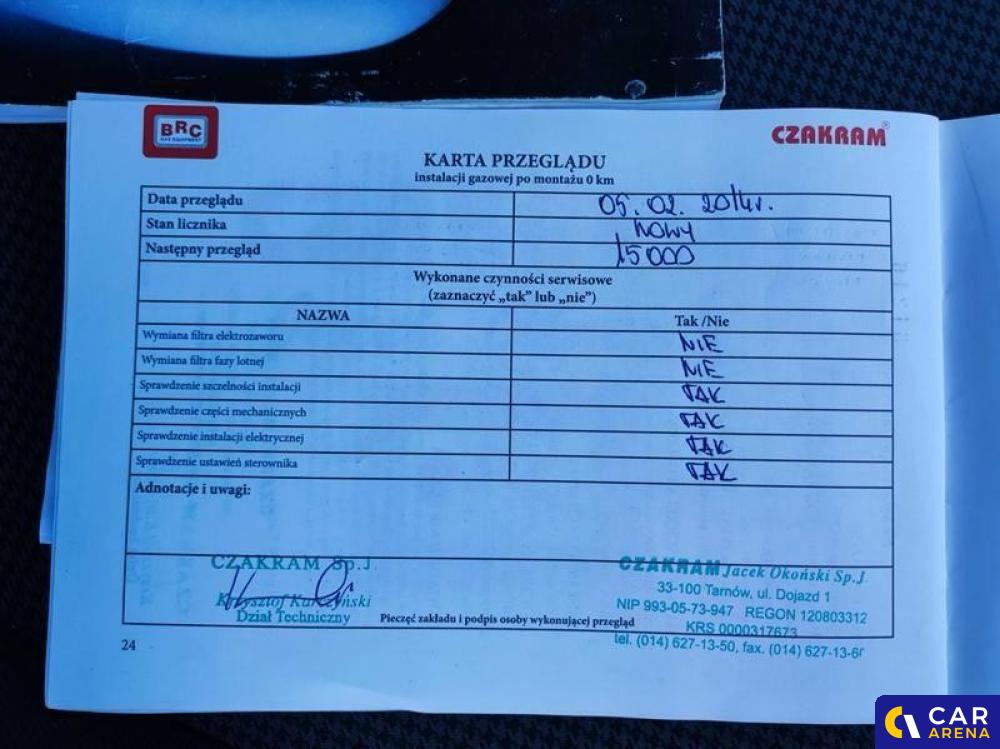 BRC
GAS EQUIPMENT
CZAKRAM®
KARTA PRZEGLĄDU
instalacji gazowej po montażu 0 km
Data przeglądu 05. 02. 2014r.
Stan licznika NOWY
Następny przegląd 15000
Wykonane czynności serwisowe
(zaznaczyć „tak” lub „nie”)
NAZWA Tak /Nie
Wymiana filtra elektrozaworu NIE
Wymiana filtra fazy lotnej NIE
Sprawdzenie szczelności instalacji TAK
Sprawdzenie części mechanicznych TAK
Sprawdzenie instalacji elektrycznej TAK
Sprawdzenie ustawień sterownika TAK
Adnotacje i uwagi:
CZAKRAM Sp.J.
Krzysztof
Dział Techniczny
CZAKRAM Jacek Okoński Sp.J
33-100 Tarnów, ul. Dojazd 1
NIP 993-05-73-947 REGON 120803312
KRS 0000317673
tel. (014) 627-13-50, fax. (014) 627-13-6
Pieczęć zakładu i podpis osoby wykonującej przegląd
24
CAR
ARENA